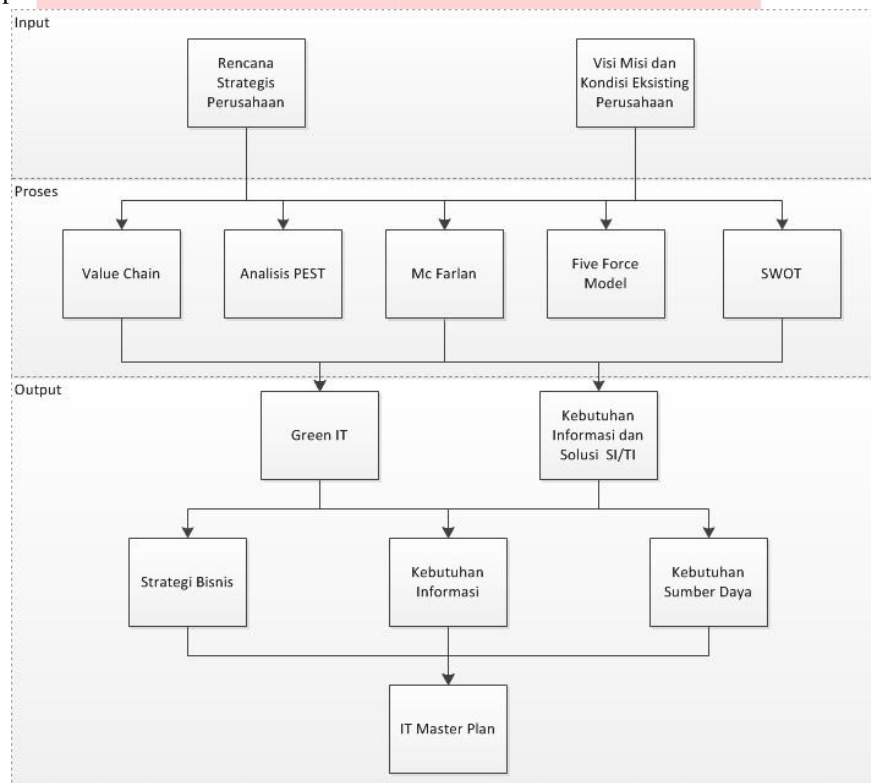 Input
Rencana
Strategis
Perusahaan
Visi Misi dan
Kondisi Eksisting
Perusahaan
Proses
Value Chain
Analisis PEST
Mc Farlan
Five Force
Model
SWOT
Output
Green IT
Kebutuhan
Informasi dan
Solusi SI/TI
Strategi Bisnis
Kebutuhan
Informasi
Kebutuhan
Sumber Daya
IT Master Plan